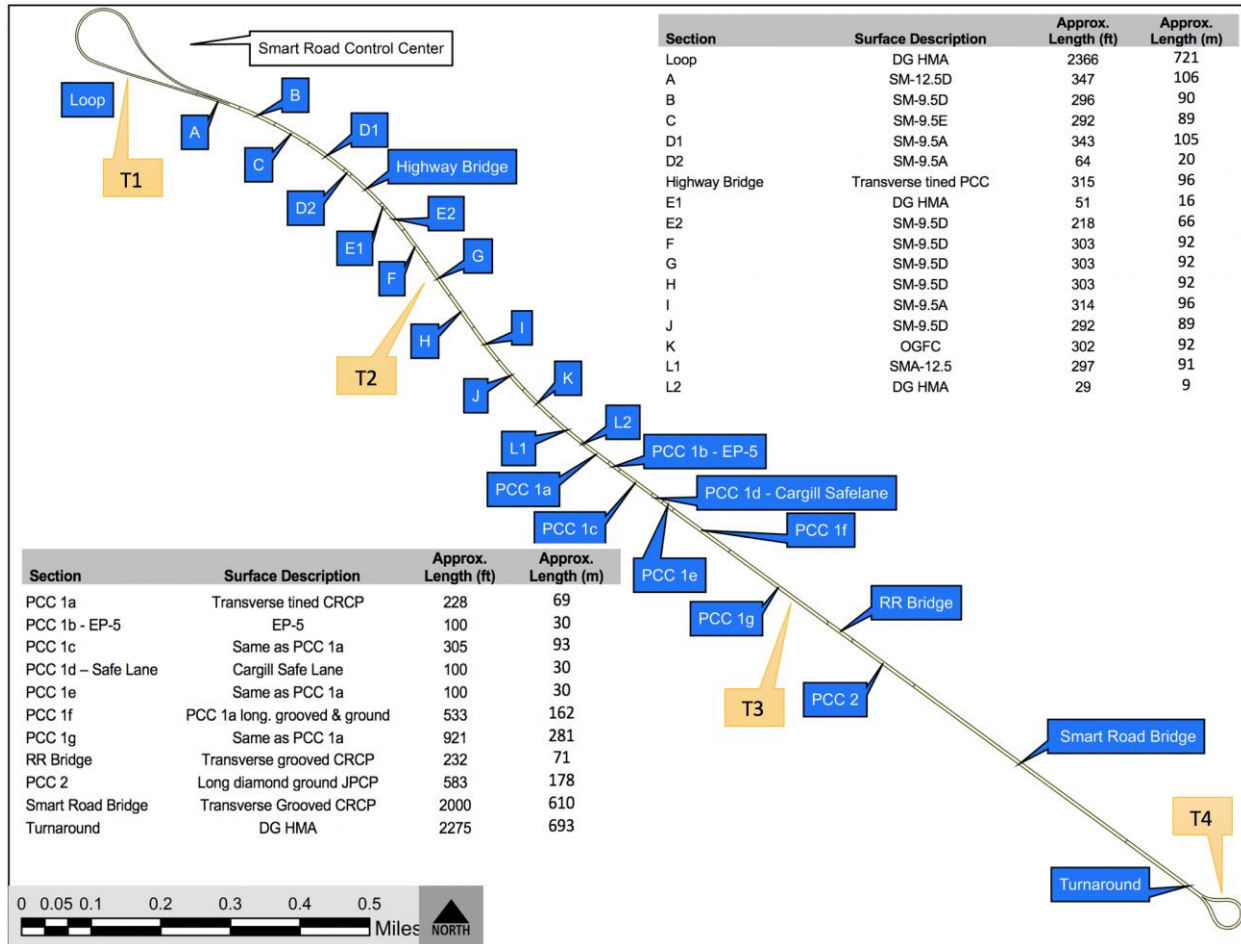 Smart Road Control Center
Loop
T1
A
B
C
D1
D2
Highway Bridge
E1
E2
F
G
T2
H
I
J
K
L1
L2
PCC 1a
PCC 1b - EP-5
PCC 1c
PCC 1d - Cargill Safelane
PCC 1e
PCC 1f
PCC 1g
T3
RR Bridge
PCC 2
Smart Road Bridge
T4
Turnaround
Section Surface Description Approx. Length (ft) Approx. Length (m)
Loop DG HMA 2366 721
A SM-12.5D 347 106
B SM-9.5D 296 90
C SM-9.5E 292 89
D1 SM-9.5A 343 105
D2 SM-9.5A 64 20
Highway Bridge Transverse tined PCC 315 96
E1 DG HMA 51 16
E2 SM-9.5D 218 66
F SM-9.5D 303 92
G SM-9.5D 303 92
H SM-9.5D 303 92
I SM-9.5A 314 96
J SM-9.5D 292 89
K OGFC 302 92
L1 SMA-12.5 297 91
L2 DG HMA 29 9
Section Surface Description Approx. Length (ft) Approx. Length (m)
PCC 1a Transverse tined CRCP 228 69
PCC 1b - EP-5 EP-5 100 30
PCC 1c Same as PCC 1a 305 93
PCC 1d – Safe Lane Cargill Safe Lane 100 30
PCC 1e Same as PCC 1a 100 30
PCC 1f PCC 1a long. grooved & ground 533 162
PCC 1g Same as PCC 1a 921 281
RR Bridge Transverse grooved CRCP 232 71
PCC 2 Long diamond ground JPCP 583 178
Smart Road Bridge Transverse Grooved CRCP 2000 610
Turnaround DG HMA 2275 693
0 0.05 0.1 0.2 0.3 0.4 0.5
Miles
NORTH